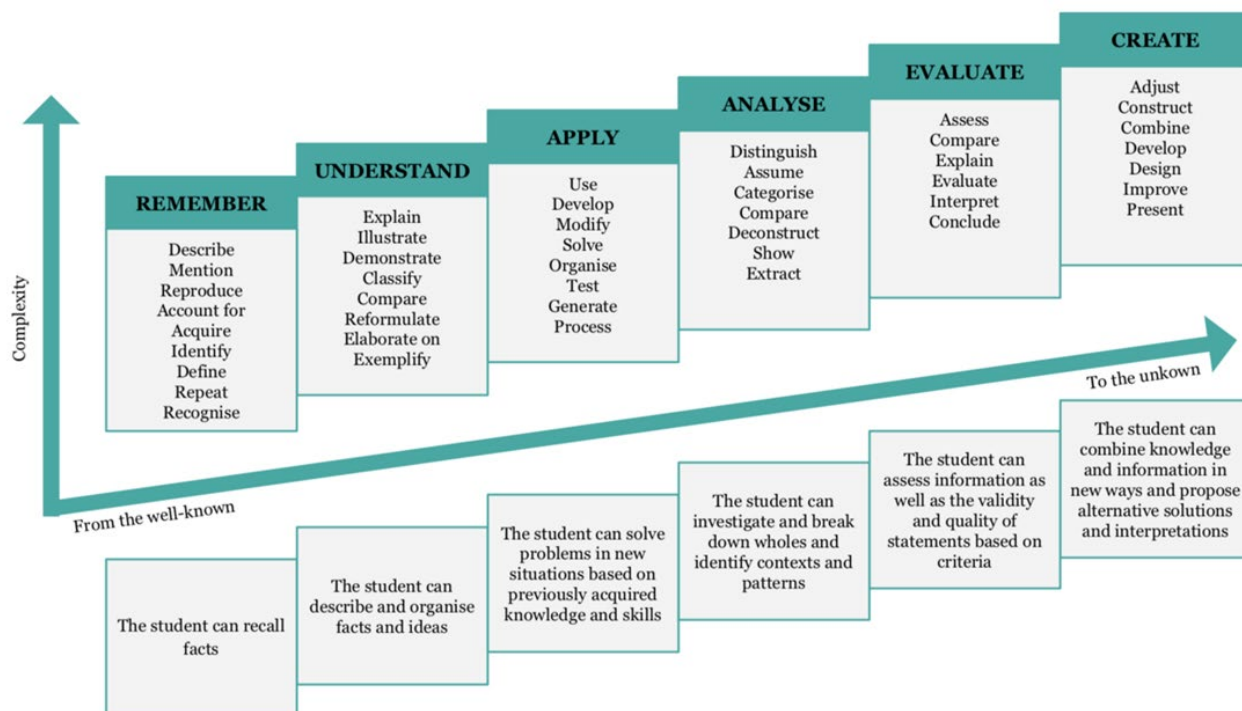 REMEMBER
Describe
Mention
Reproduce
Account for
Acquire
Identify
Define
Repeat
Recognise
UNDERSTAND
Explain
Illustrate
Demonstrate
Classify
Compare
Reformulate
Elaborate on
Exemplify
APPLY
Use
Develop
Modify
Solve
Organise
Test
Generate
Process
ANALYSE
Distinguish
Assume
Categorise
Compare
Deconstruct
Show
Extract
EVALUATE
Assess
Compare
Explain
Evaluate
Interpret
Conclude
CREATE
Adjust
Construct
Combine
Develop
Design
Improve
Present
Complexity
From the well-known
To the unkown
The student can recall
facts
The student can
describe and organise
facts and ideas
The student can solve
problems in new
situations based on
previously acquired
knowledge and skills
The student can
investigate and break
down wholes and
identify contexts and
patterns
The student can
assess information as
well as the validity
and quality of
statements based on
criteria
The student can
combine knowledge
and information in
new ways and propose
alternative solutions
and interpretations